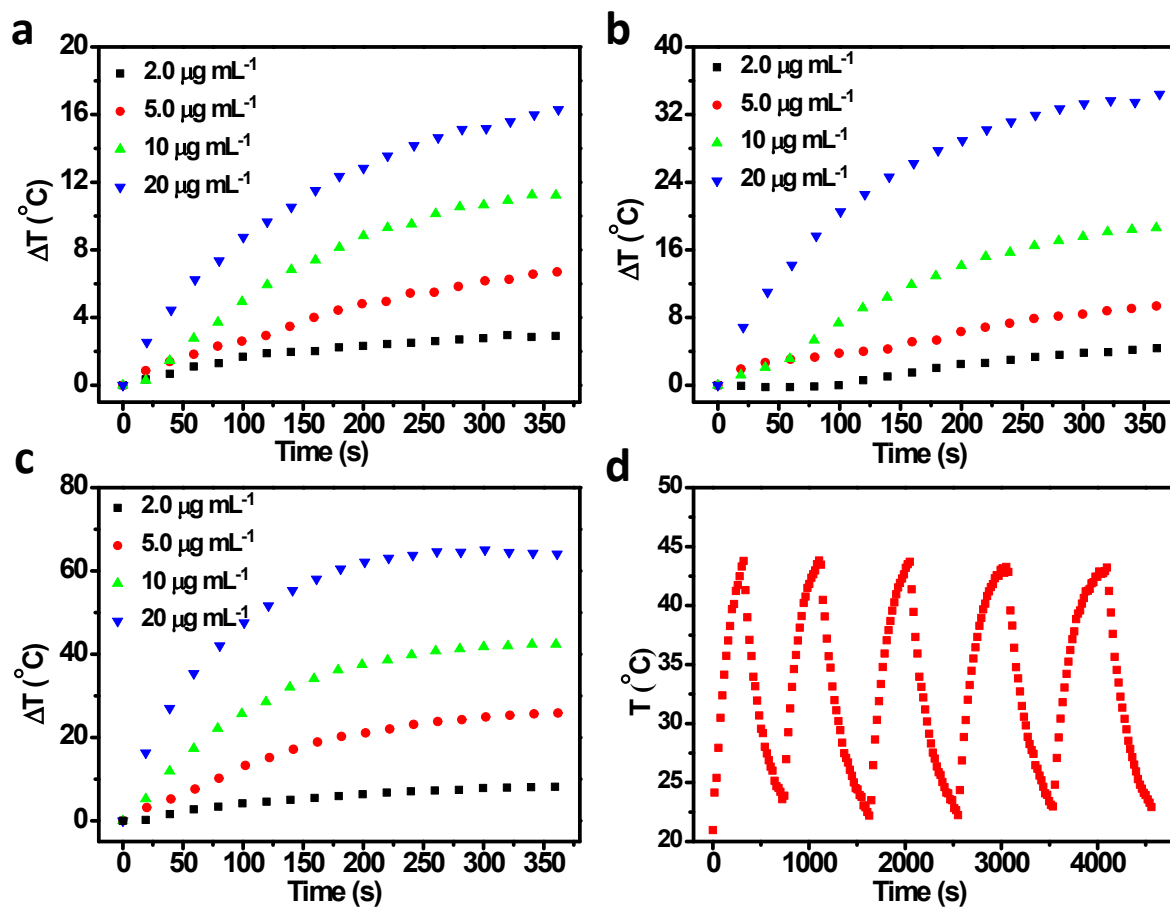 a
20
16
12
8
4
0
ΔT (°C)
2.0 μg mL⁻¹
5.0 μg mL⁻¹
10 μg mL⁻¹
20 μg mL⁻¹
0 50 100 150 200 250 300 350
Time (s)
b
40
32
24
16
8
0
ΔT (°C)
2.0 μg mL⁻¹
5.0 μg mL⁻¹
10 μg mL⁻¹
20 μg mL⁻¹
0 50 100 150 200 250 300 350
Time (s)
c
80
60
40
20
0
ΔT (°C)
2.0 μg mL⁻¹
5.0 μg mL⁻¹
10 μg mL⁻¹
20 μg mL⁻¹
0 50 100 150 200 250 300 350
Time (s)
d
50
45
40
35
30
25
20
T (°C)
0 1000 2000 3000 4000
Time (s)